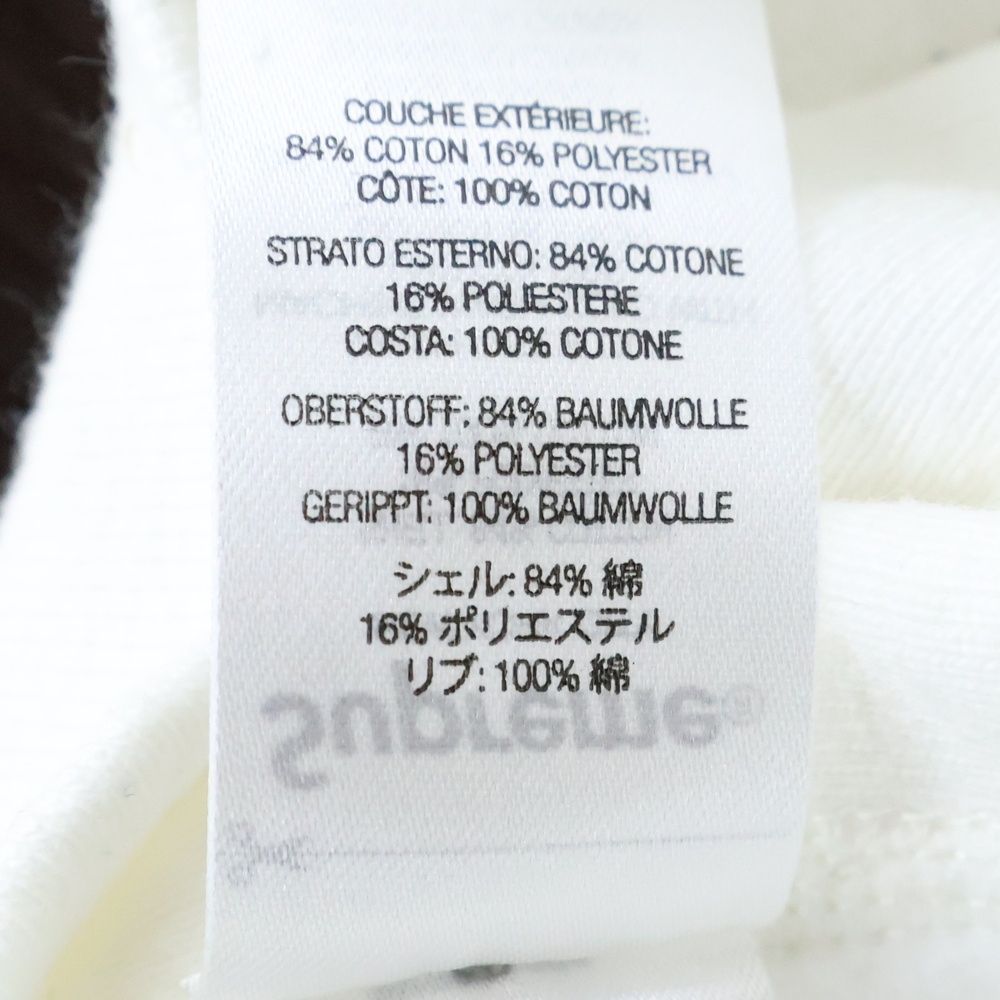 COUCHE EXTÉRIEURE:
84% COTON 16% POLYESTER
CÔTE: 100% COTON
STRATO ESTERNO: 84% COTONE
16% POLIESTERE
COSTA: 100% COTONE
OBERSTOFF: 84% BAUMWOLLE
16% POLYESTER
GERIPPT: 100% BAUMWOLLE
シェル: 84% 綿
16% ポリエステル
リブ: 100% 綿
Supreme®